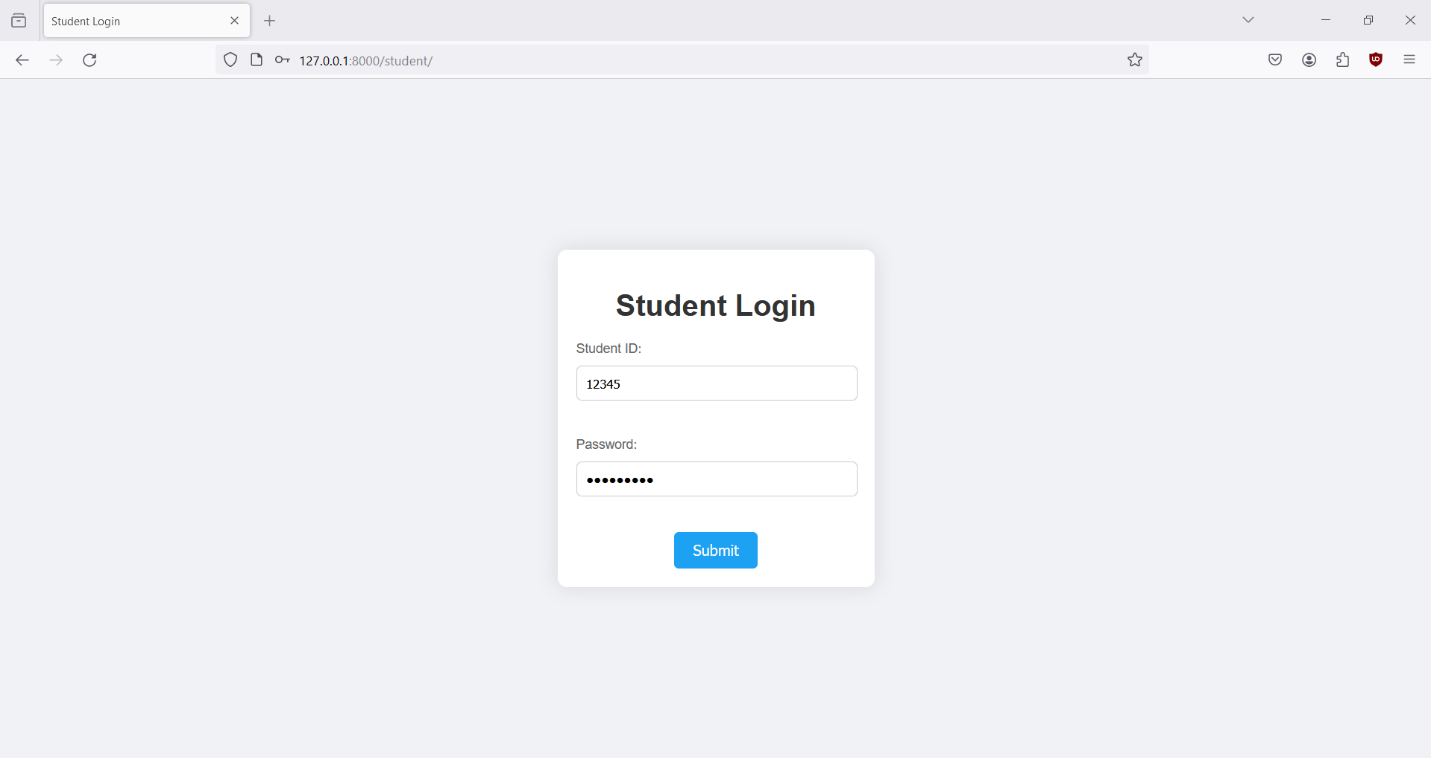 Student Login
127.0.0.1:8000/student/
Student Login
Student ID:
12345
Password:
•••••••••
Submit